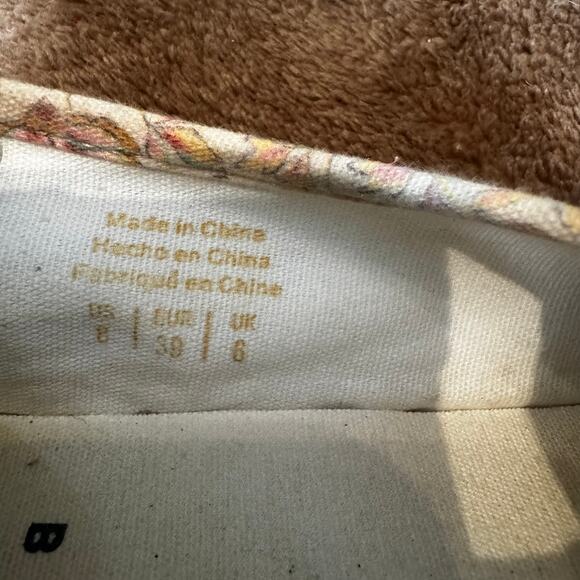 Made in China
Hecho en China
Fabriqué en Chine
US | EUR | UK
8 | 39 | 6
B